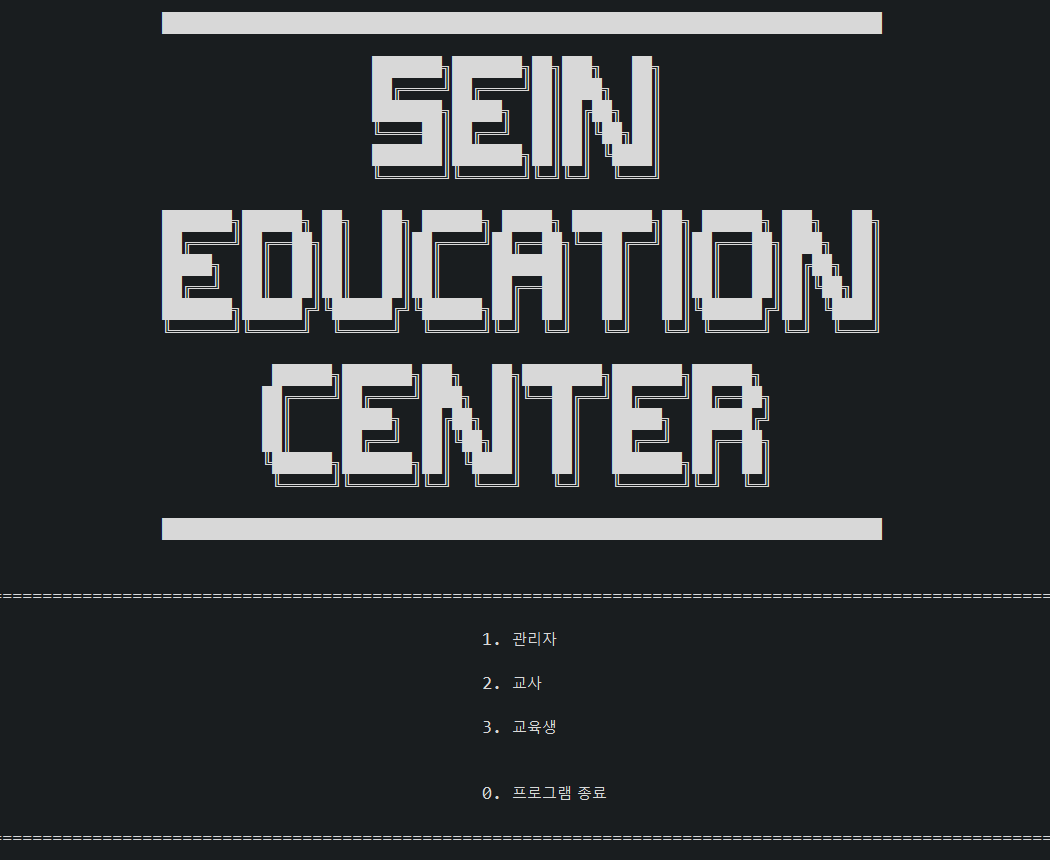 SEIN
EDUCATION
CENTER
1. 관리자
2. 교사
3. 교육생
0. 프로그램 종료